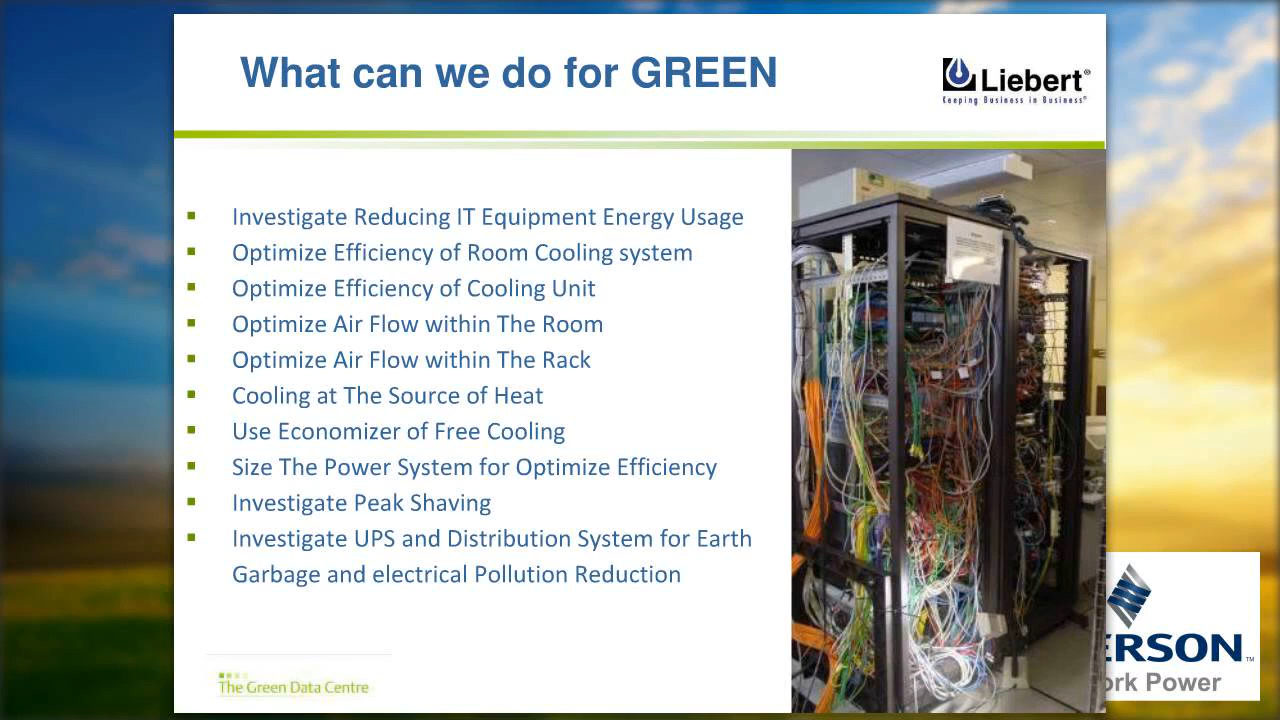 What can we do for GREEN
Liebert®
Keeping Business in Business®
▪ Investigate Reducing IT Equipment Energy Usage
▪ Optimize Efficiency of Room Cooling system
▪ Optimize Efficiency of Cooling Unit
▪ Optimize Air Flow within The Room
▪ Optimize Air Flow within The Rack
▪ Cooling at The Source of Heat
▪ Use Economizer of Free Cooling
▪ Size The Power System for Optimize Efficiency
▪ Investigate Peak Shaving
▪ Investigate UPS and Distribution System for Earth
Garbage and electrical Pollution Reduction
The Green Data Centre
ERSON™
ork Power